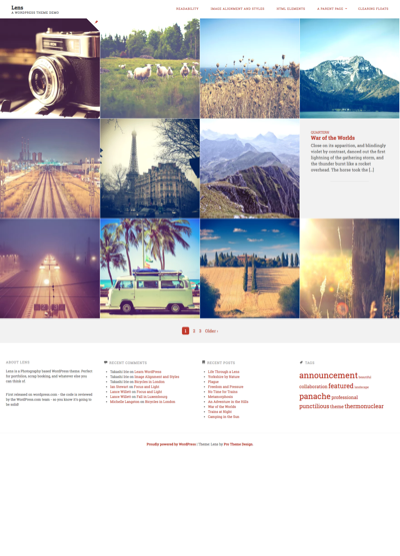 Lens
A WORDPRESS THEME DEMO
READABILITY
IMAGE ALIGNMENT AND STYLES
HTML ELEMENTS
A PARENT PAGE
CLEARING FLOATS
War of the Worlds
Close on its apparition, and blindingly
violet by contrast, danced out the first
lightning of the gathering storm, and
the thunder burst like a rocket
overhead. The horse took the [...]
1 2 3 Older ›
ABOUT LENS
Lens is a Photography based WordPress theme. Perfect
for portfolios, scrap booking, and whatever else you
can think of.
First released on wordpress.com - the code is reviewed
by the WordPress.com team - so you know it's going to
be solid!
RECENT COMMENTS
Takashi Irie on Learn WordPress
Takashi Irie on Image Alignment and Styles
Takashi Irie on Bicycles in London
Ian Stewart on Focus and Light
Lance Willett on Focus and Light
Lance Willett on Fall in Luxembourg
Michelle Langston on Bicycles in London
RECENT POSTS
Life Through a Lens
Yorkshire by Nature
Plague
Freedom and Pressure
No Time for Trains
Metamorphosis
An Adventure in the Hills
War of the Worlds
Trains at Night
Camping in the Sun
TAGS
announcement beautiful
collaboration featured landscape
panache professional
punctilious theme thermonuclear
Proudly powered by WordPress | Theme: Lens by Pro Theme Design.